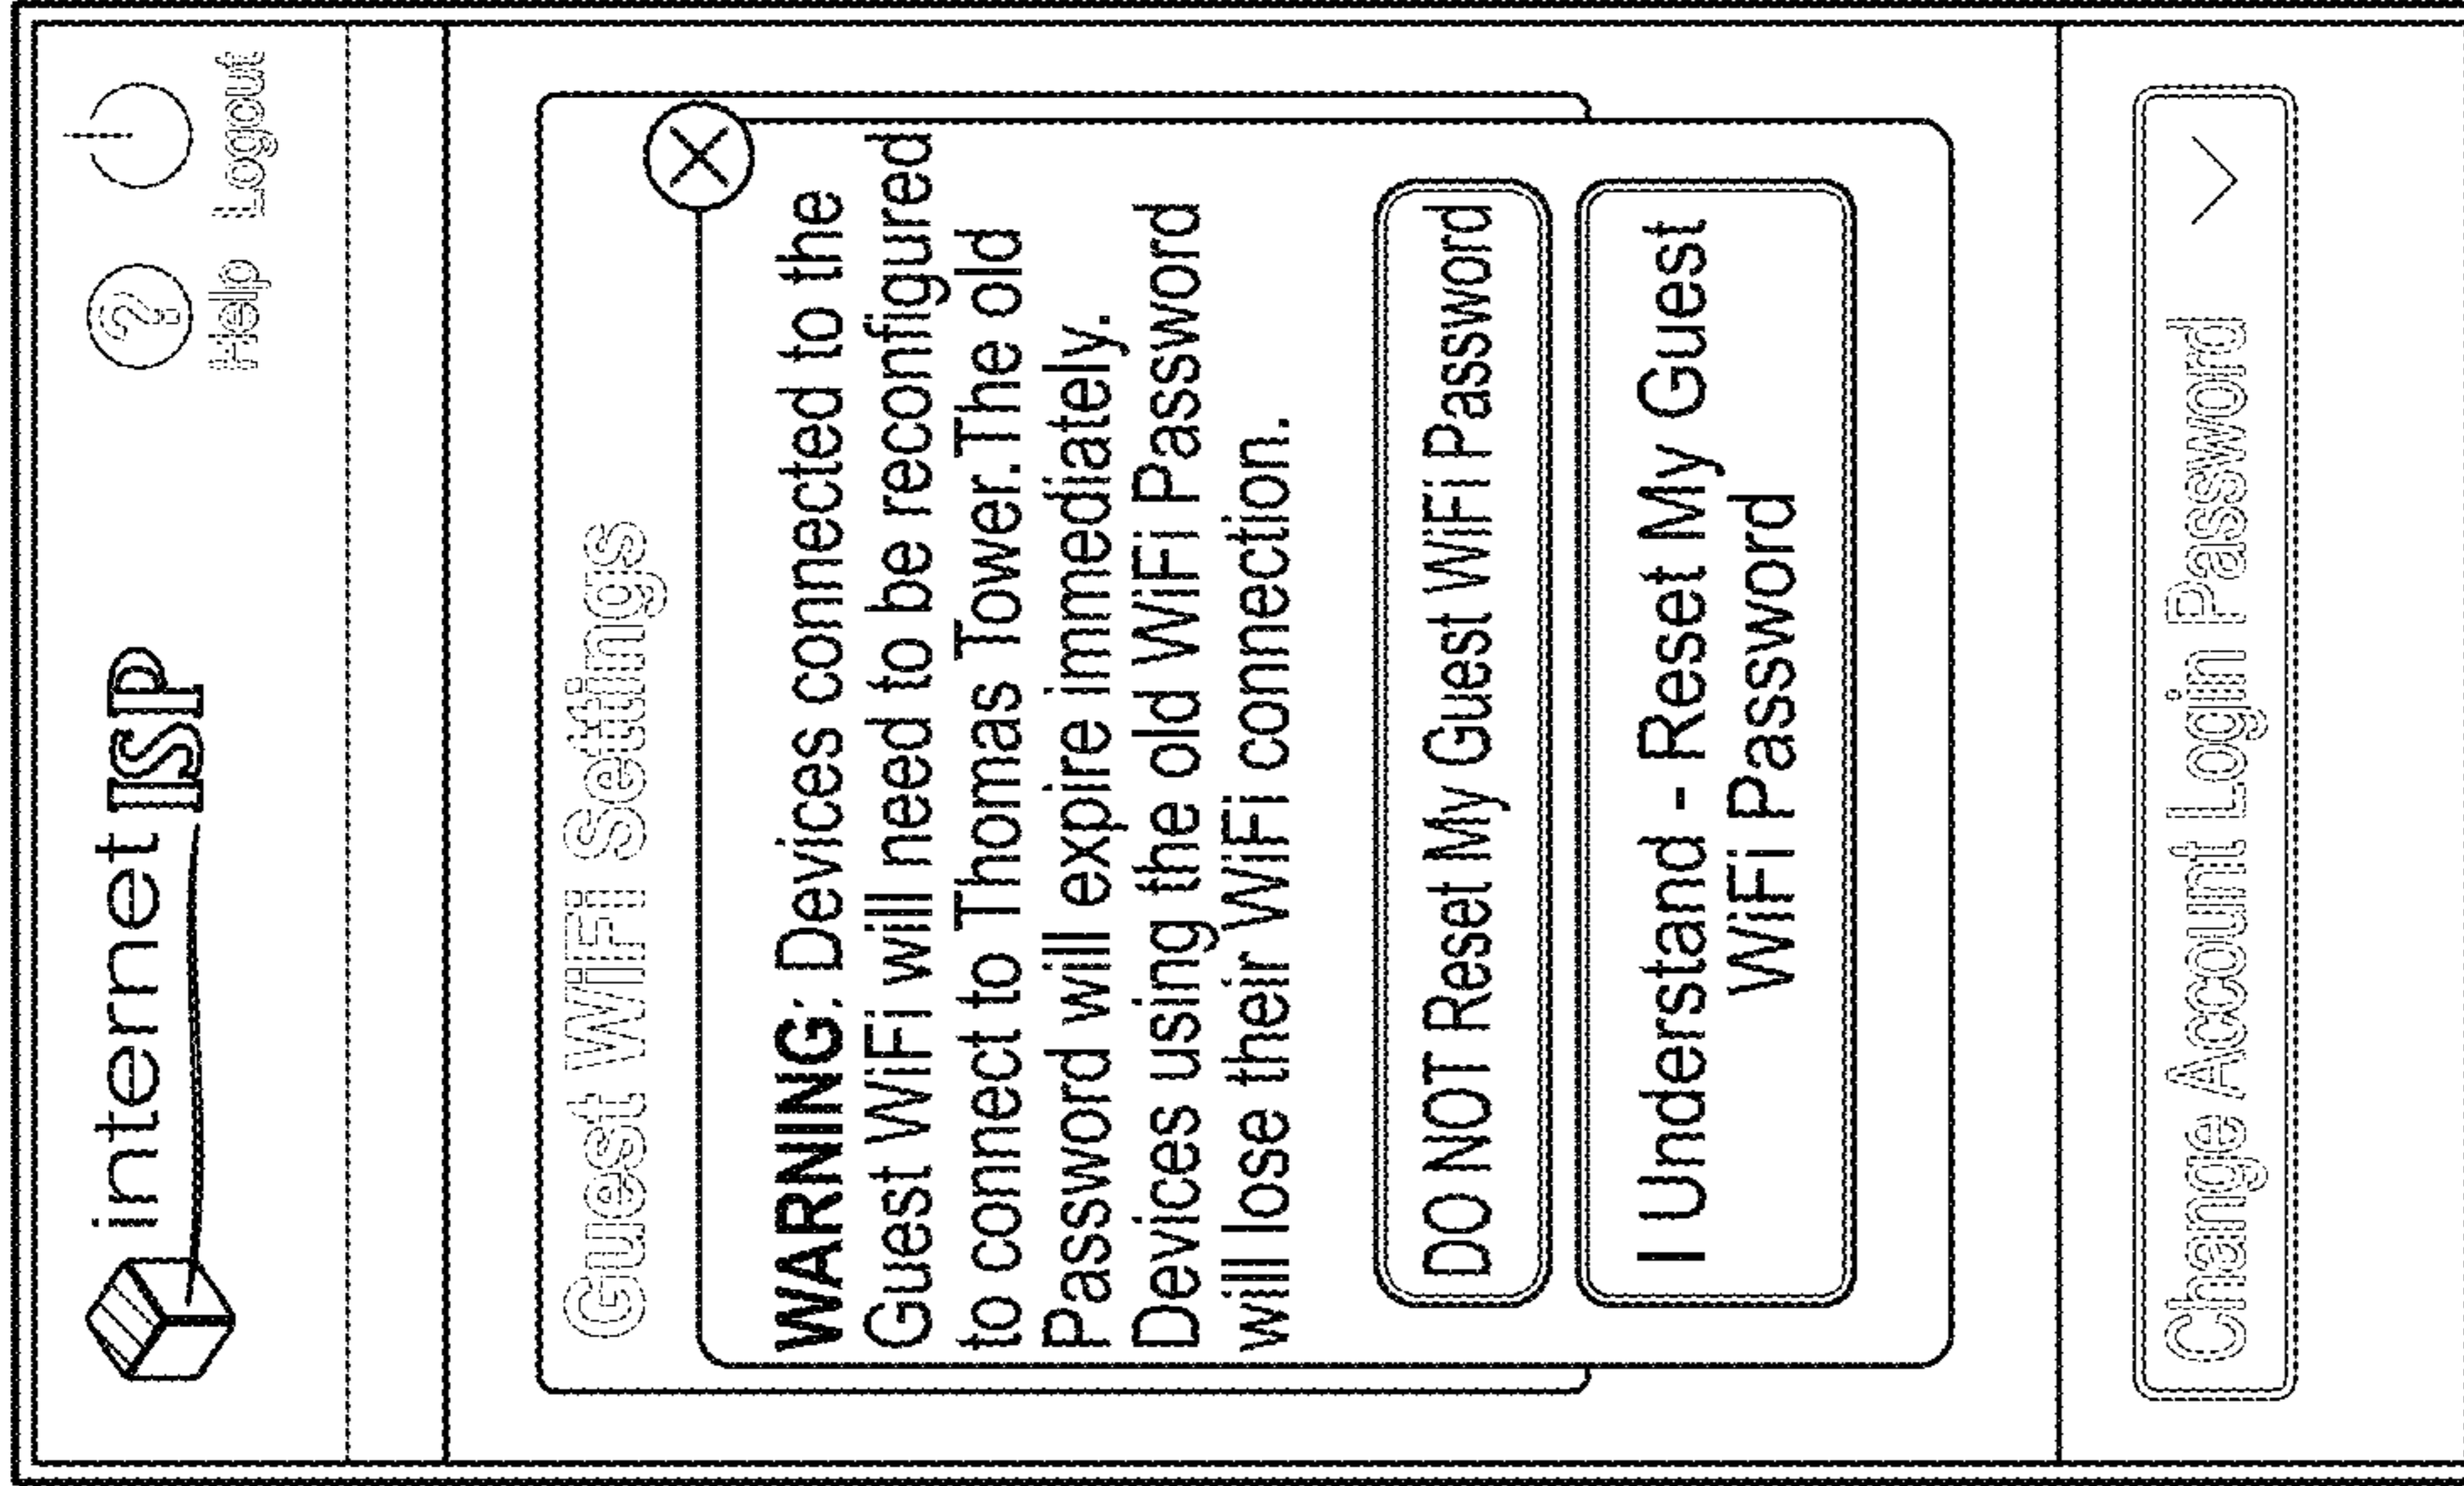 internet ISP
?
Help Logout
Guest WiFi Settings
WARNING: Devices connected to the
Guest WiFi will need to be reconfigured
to connect to Thomas Tower.The old
Password will expire immediately.
Devices using the old WiFi Password
will lose their WiFi connection.
DO NOT Reset My Guest WiFi Password
I Understand - Reset My Guest
WiFi Password
Change Account Login Password